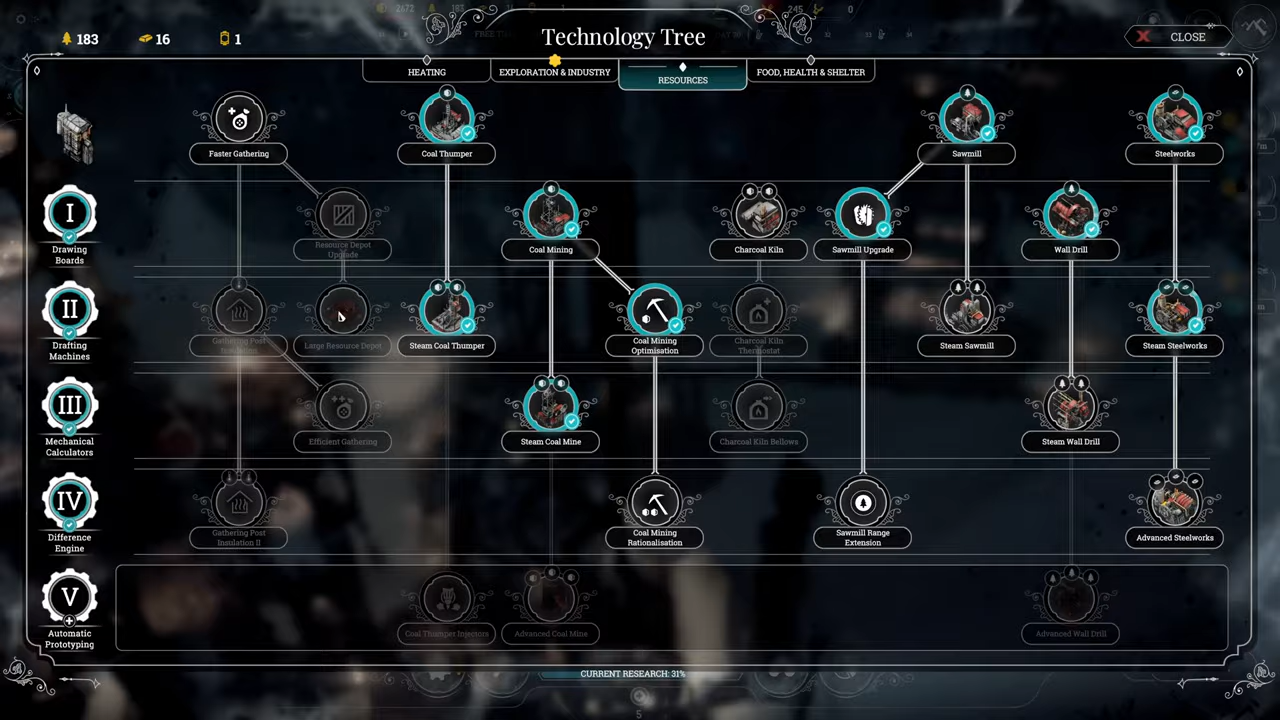 183
16
1
Technology Tree
CLOSE
HEATING
EXPLORATION & INDUSTRY
RESOURCES
FOOD, HEALTH & SHELTER
Faster Gathering
Coal Thumper
Sawmill
Steelworks
I
Drawing
Boards
Resource Depot
Upgrade
Coal Mining
Charcoal Kiln
Sawmill Upgrade
Wall Drill
II
Drafting
Machines
Gathering Post
Insulation
Large Resource Depot
Steam Coal Thumper
Coal Mining
Optimisation
Charcoal Kiln
Thermostat
Steam Sawmill
Steam Steelworks
III
Mechanical
Calculators
Efficient Gathering
Steam Coal Mine
Charcoal Kiln Bellows
Steam Wall Drill
IV
Difference
Engine
Gathering Post
Insulation II
Coal Mining
Rationalisation
Sawmill Range
Extension
Advanced Steelworks
V
Automatic
Prototyping
Coal Thumper Injectors
Advanced Coal Mine
Advanced Wall Drill
CURRENT RESEARCH: 31%
5